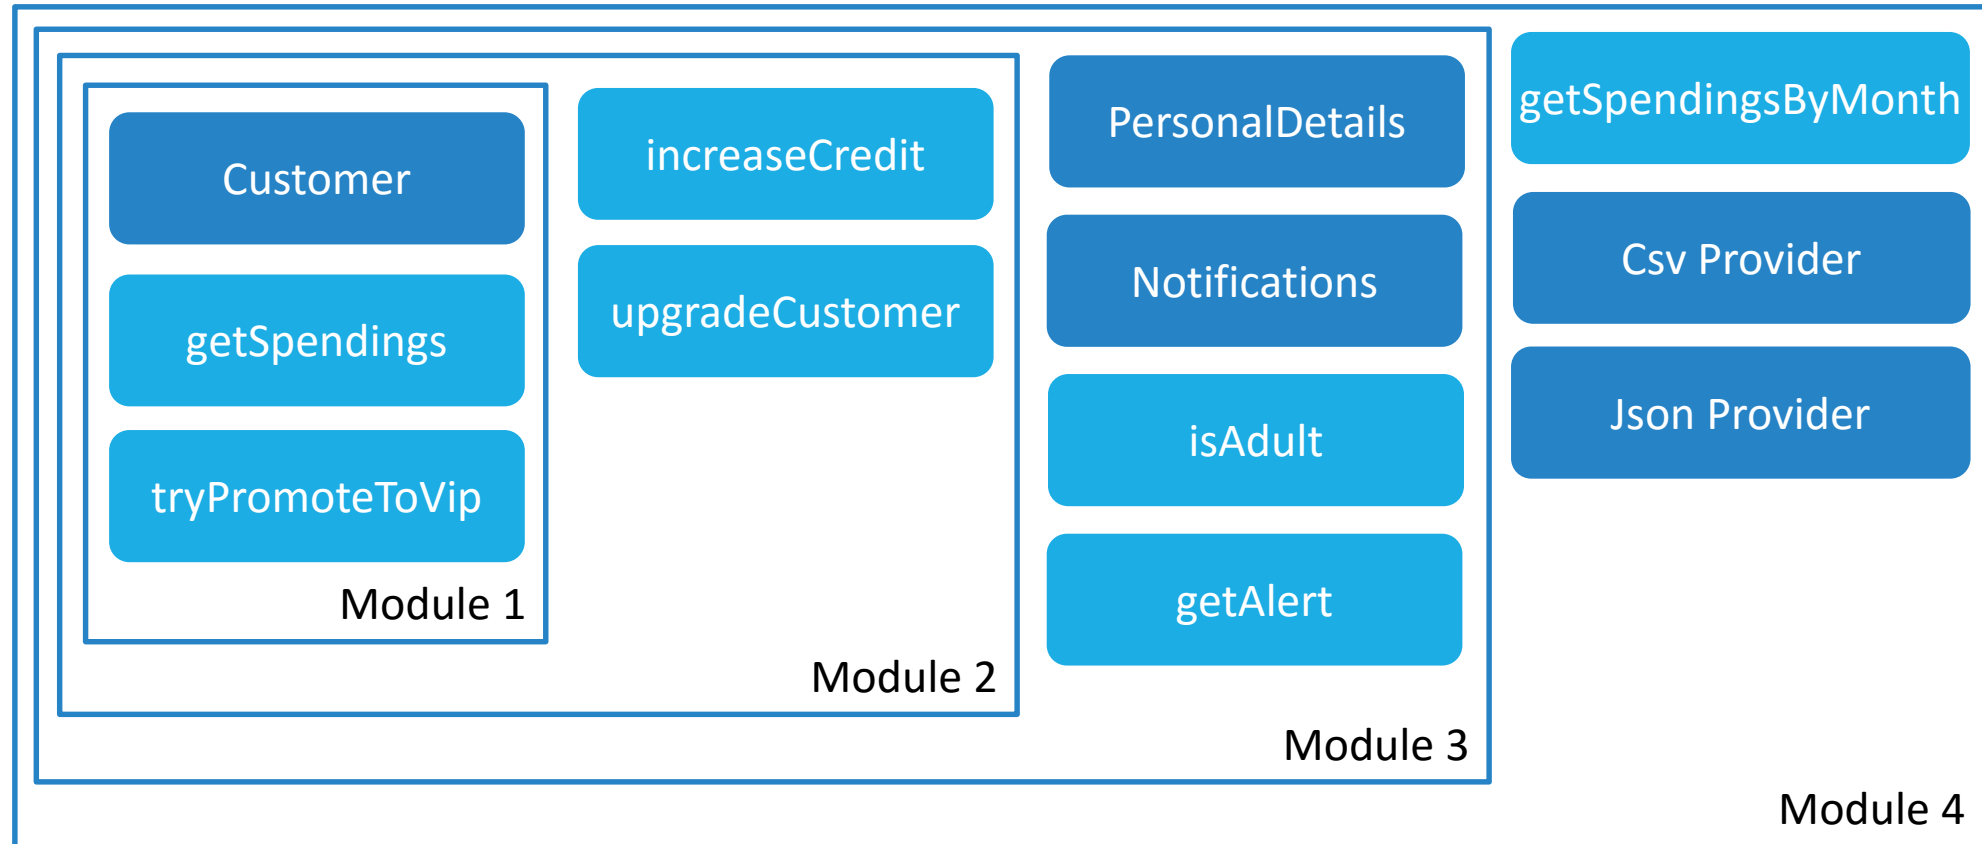 Customer
getSpendings
tryPromoteToVip
Module 1
increaseCredit
upgradeCustomer
Module 2
PersonalDetails
Notifications
isAdult
getAlert
Module 3
getSpendingsByMonth
Csv Provider
Json Provider
Module 4